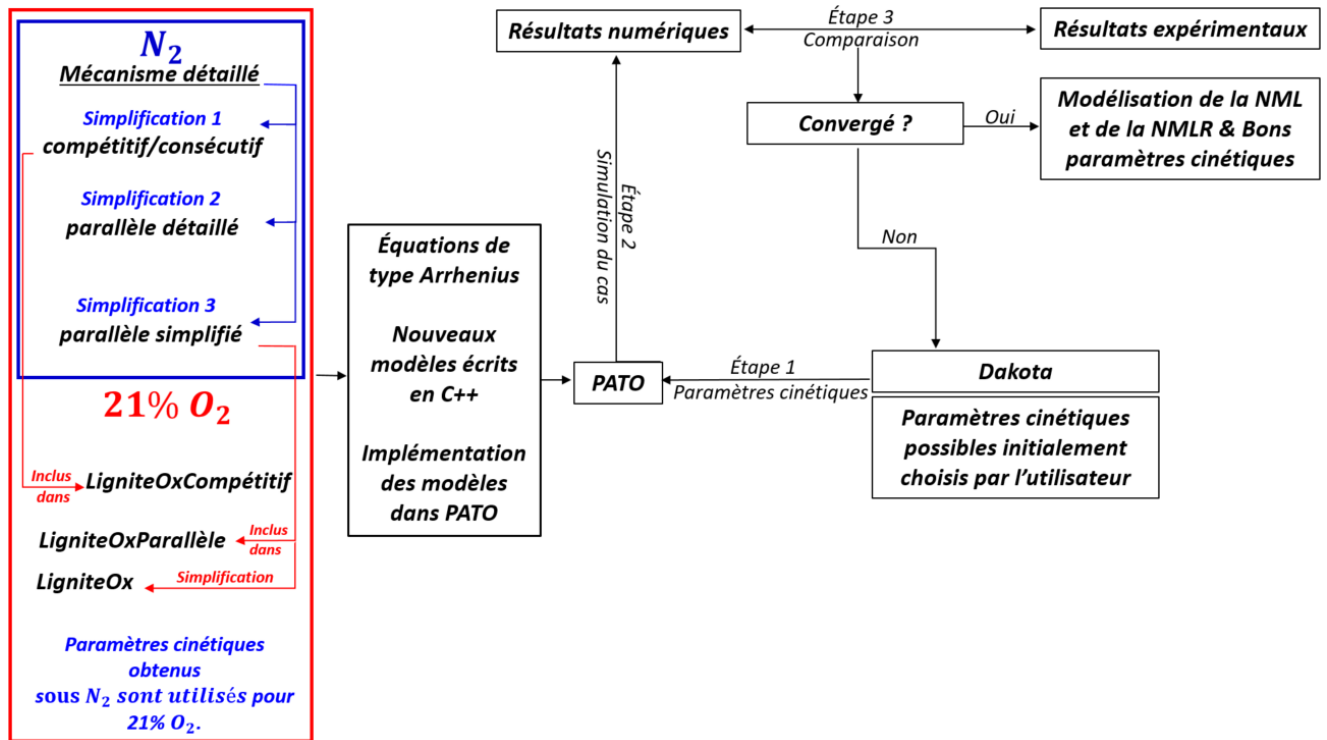 N₂
Mécanisme détaillé
Simplification 1
compétitif/consécutif
Simplification 2
parallèle détaillé
Simplification 3
parallèle simplifié
21% O₂
Inclus
dans
LigniteOxCompétitif
LigniteOxParallèle
Inclus
dans
LigniteOx
Simplification
Paramètres cinétiques
obtenus
sous N₂ sont utilisés pour
21% O₂.
Équations de
type Arrhenius
Nouveaux
modèles écrits
en C++
Implémentation
des modèles
dans PATO
PATO
Étape 2
Simulation du cas
Résultats numériques
Étape 3
Comparaison
Résultats expérimentaux
Convergé ?
Oui
Modélisation de la NML
et de la NMLR & Bons
paramètres cinétiques
Non
Étape 1
Paramètres cinétiques
Dakota
Paramètres cinétiques
possibles initialement
choisis par l'utilisateur